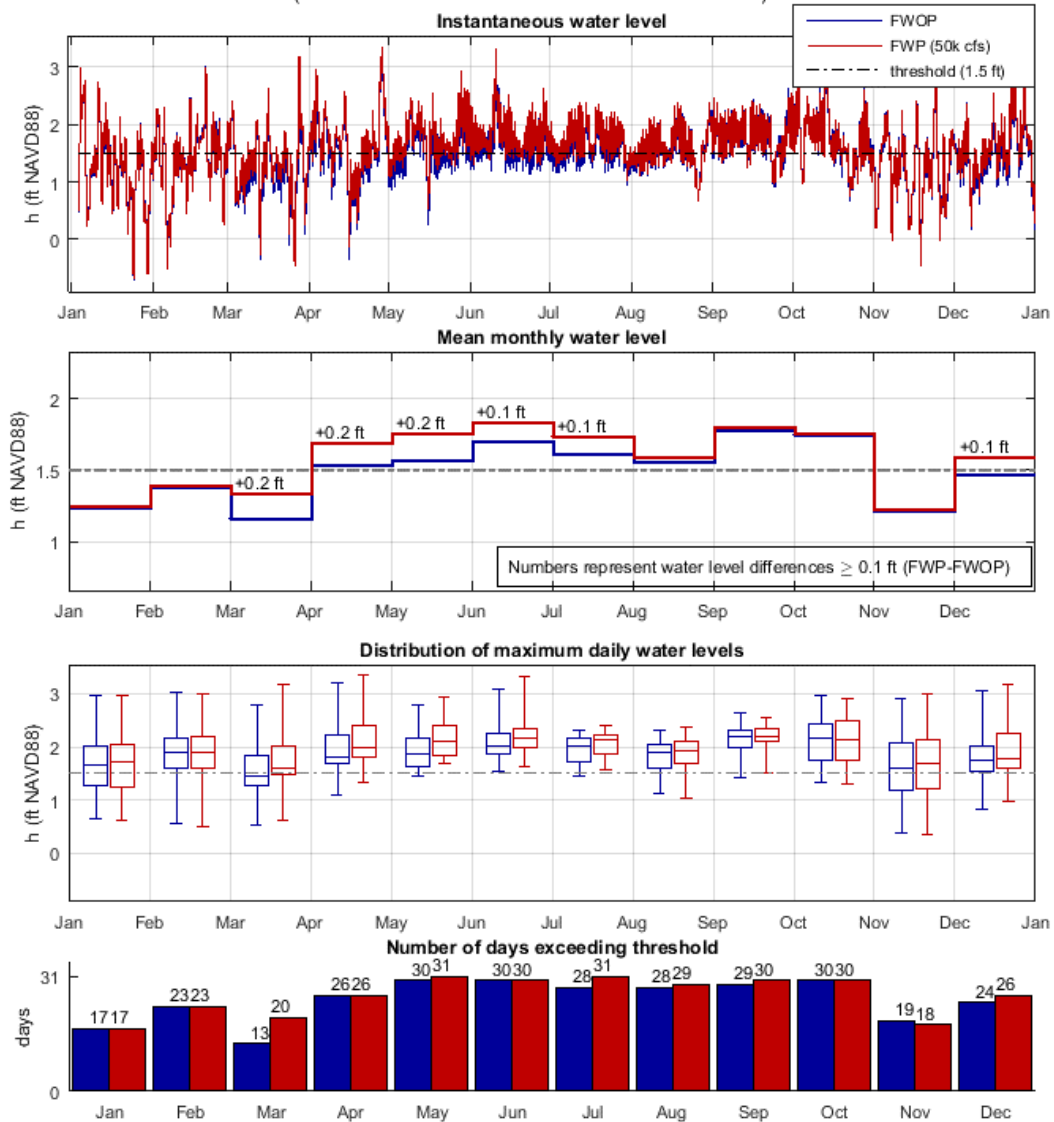 Instantaneous water level
FWOP
FWP (50k cfs)
threshold (1.5 ft)
h (ft NAVD88)
3
2
1
0
Jan Feb Mar Apr May Jun Jul Aug Sep Oct Nov Dec Jan
Mean monthly water level
h (ft NAVD88)
2
1.5
1
+0.2 ft
+0.2 ft
+0.2 ft
+0.1 ft
+0.1 ft
+0.1 ft
Numbers represent water level differences ≥ 0.1 ft (FWP-FWOP)
Jan Feb Mar Apr May Jun Jul Aug Sep Oct Nov Dec
Distribution of maximum daily water levels
h (ft NAVD88)
3
2
1
0
Jan Feb Mar Apr May Jun Jul Aug Sep Oct Nov Dec Jan
Number of days exceeding threshold
days
31
0
17 17 23 23 13 20 26 26 30 31 30 30 28 31 28 29 29 30 30 30 19 18 24 26
Jan Feb Mar Apr May Jun Jul Aug Sep Oct Nov Dec